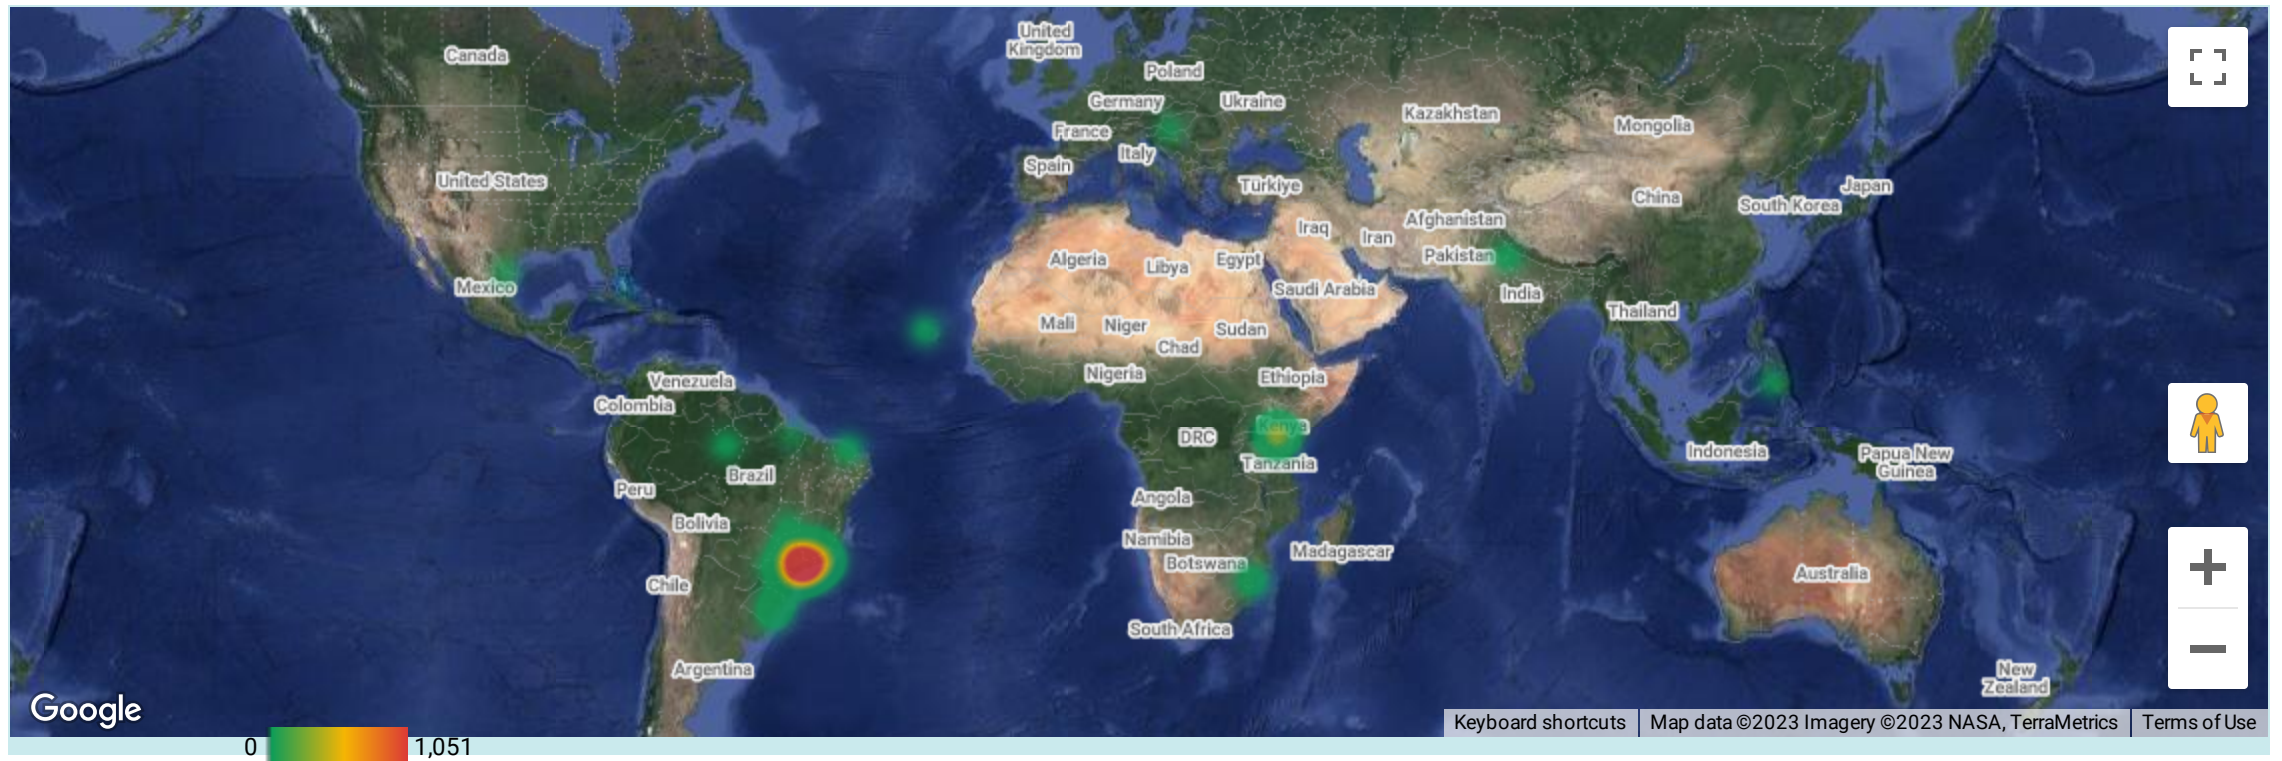 United
Kingdom
Canada
Poland
Germany
Ukraine
Kazakhstan
Mongolia
France
Italy
Spain
United States
Türkiye
China
Japan
South Korea
Afghanistan
Iraq
Iran
Algeria
Libya
Egypt
Pakistan
Mexico
Saudi Arabia
India
Thailand
Mali
Niger
Sudan
Chad
Nigeria
Ethiopia
Venezuela
Colombia
Kenya
DRC
Tanzania
Indonesia
Papua New
Guinea
Brazil
Peru
Angola
Bolivia
Namibia
Madagascar
Botswana
Australia
Chile
South Africa
Argentina
New
Zealand
Google
Keyboard shortcuts
Map data ©2023 Imagery ©2023 NASA, TerraMetrics
Terms of Use
0
1,051